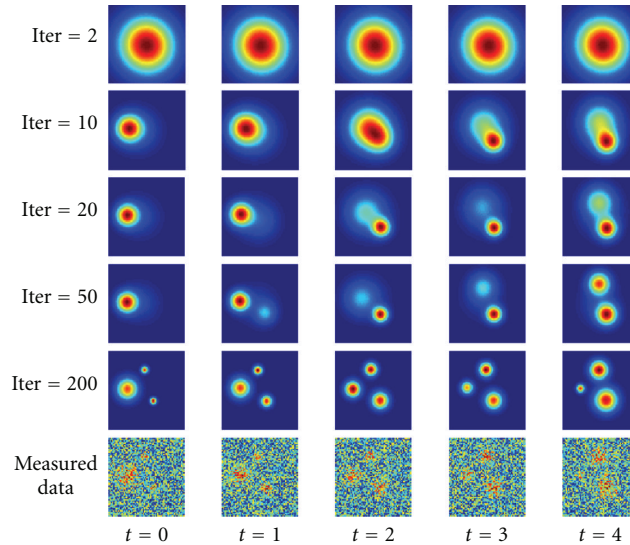 Iter = 2
Iter = 10
Iter = 20
Iter = 50
Iter = 200
Measured
data
t = 0 t = 1 t = 2 t = 3 t = 4